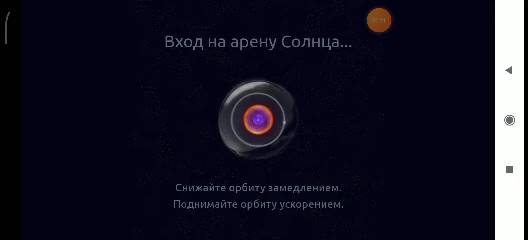 Вход на арену Солнца...
Снижайте орбиту замедлением.
Поднимайте орбиту ускорением.